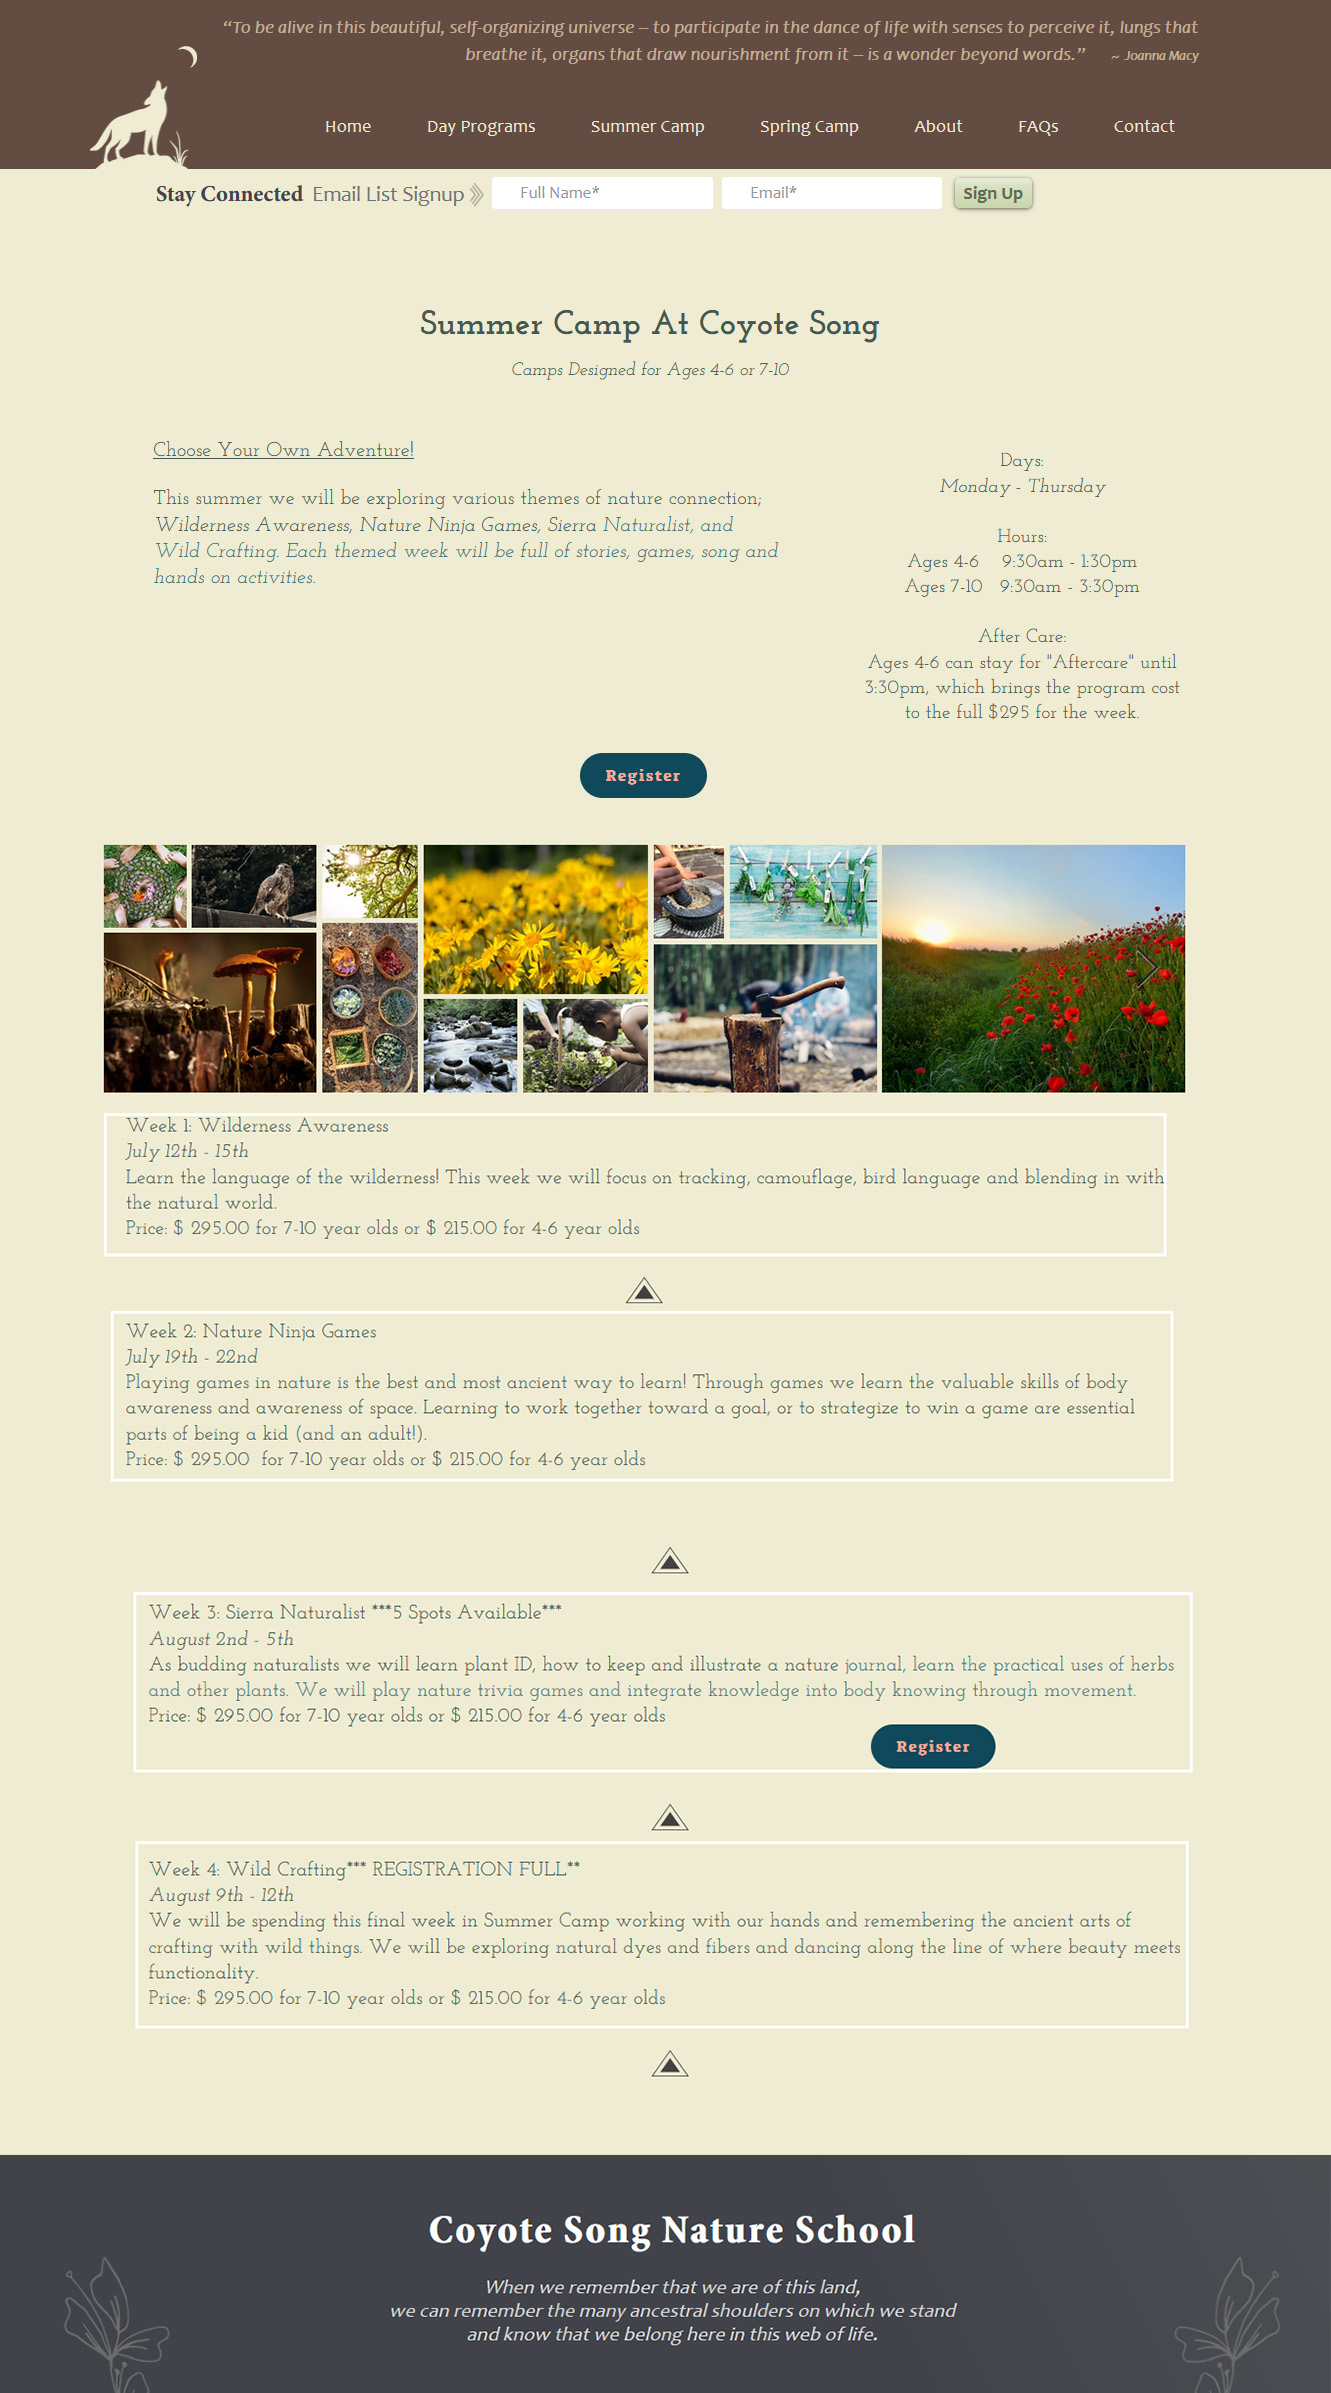 “To be alive in this beautiful, self-organizing universe – to participate in the dance of life with senses to perceive it, lungs that
breathe it, organs that draw nourishment from it – is a wonder beyond words.” ~ Joanna Macy
Home Day Programs Summer Camp Spring Camp About FAQs Contact
Stay Connected Email List Signup Full Name* Email* Sign Up
Summer Camp At Coyote Song
Camps Designed for Ages 4-6 or 7-10
Choose Your Own Adventure!
This summer we will be exploring various themes of nature connection;
Wilderness Awareness, Nature Ninja Games, Sierra Naturalist, and
Wild Crafting. Each themed week will be full of stories, games, song and
hands on activities.
Days:
Monday - Thursday
Hours:
Ages 4-6 9:30am - 1:30pm
Ages 7-10 9:30am - 3:30pm
After Care:
Ages 4-6 can stay for "Aftercare" until
3:30pm, which brings the program cost
to the full $295 for the week.
Register
Week 1: Wilderness Awareness
July 12th - 15th
Learn the language of the wilderness! This week we will focus on tracking, camouflage, bird language and blending in with
the natural world.
Price: $ 295.00 for 7-10 year olds or $ 215.00 for 4-6 year olds
Week 2: Nature Ninja Games
July 19th - 22nd
Playing games in nature is the best and most ancient way to learn! Through games we learn the valuable skills of body
awareness and awareness of space. Learning to work together toward a goal, or to strategize to win a game are essential
parts of being a kid (and an adult!).
Price: $ 295.00 for 7-10 year olds or $ 215.00 for 4-6 year olds
Week 3: Sierra Naturalist ***5 Spots Available***
August 2nd - 5th
As budding naturalists we will learn plant ID, how to keep and illustrate a nature journal, learn the practical uses of herbs
and other plants. We will play nature trivia games and integrate knowledge into body knowing through movement.
Price: $ 295.00 for 7-10 year olds or $ 215.00 for 4-6 year olds
Register
Week 4: Wild Crafting*** REGISTRATION FULL**
August 9th - 12th
We will be spending this final week in Summer Camp working with our hands and remembering the ancient arts of
crafting with wild things. We will be exploring natural dyes and fibers and dancing along the line of where beauty meets
functionality.
Price: $ 295.00 for 7-10 year olds or $ 215.00 for 4-6 year olds
Coyote Song Nature School
When we remember that we are of this land,
we can remember the many ancestral shoulders on which we stand
and know that we belong here in this web of life.